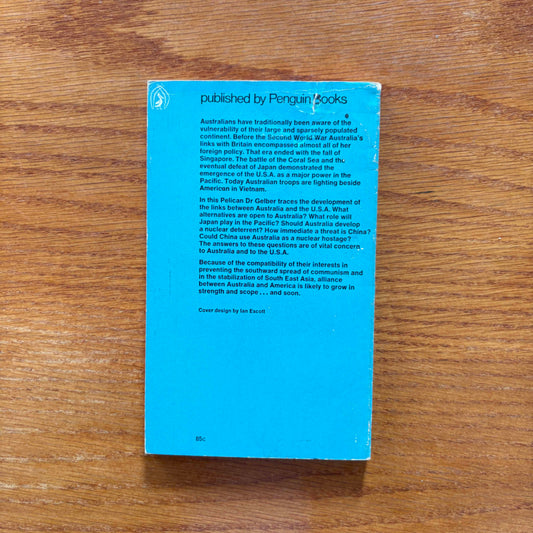 published by Penguin Books
Australians have traditionally been aware of the
vulnerability of their large and sparsely populated
continent. Before the Second World War Australia's
links with Britain encompassed almost all of her
foreign policy. That era ended with the fall of
Singapore. The battle of the Coral Sea and the
eventual defeat of Japan demonstrated the
emergence of the U.S.A. as a major power in the
Pacific. Today Australian troops are fighting beside
American in Vietnam.
In this Pelican Dr Gelber traces the development of
the links between Australia and the U.S.A. What
alternatives are open to Australia? What role will
Japan play in the Pacific? Should Australia develop
a nuclear deterrent? How immediate a threat is China?
Could China use Australia as a nuclear hostage?
The answers to these questions are of vital concern
to Australia and to the U.S.A.
Because of the compatibility of their interests in
preventing the southward spread of communism and
in the stabilization of South East Asia, alliance
between Australia and America is likely to grow in
strength and scope . . . and soon.
Cover design by Ian Escott
85c